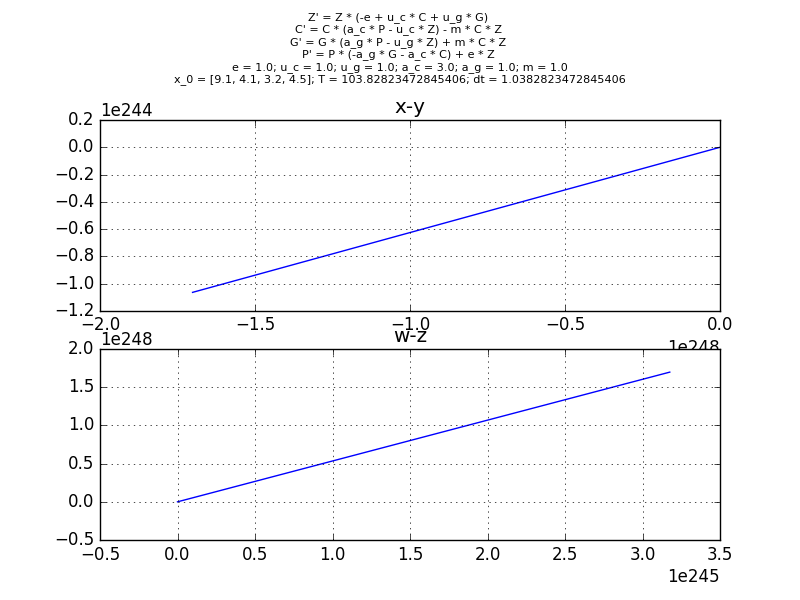 Z' = Z * (-e + u_c * C + u_g * G)
C' = C * (a_c * P - u_c * Z) - m * C * Z
G' = G * (a_g * P - u_g * Z) + m * C * Z
P' = P * (-a_g * G - a_c * C) + e * Z
e = 1.0; u_c = 1.0; u_g = 1.0; a_c = 3.0; a_g = 1.0; m = 1.0
x_0 = [9.1, 4.1, 3.2, 4.5]; T = 103.82823472845406; dt = 1.0382823472845406
1e244
x-y
0.2
0.0
−0.2
−0.4
−0.6
−0.8
−1.0
−1.2
−2.0 −1.5 −1.0 −0.5 0.0
1e248
1e248
w-z
2.0
1.5
1.0
0.5
0.0
−0.5
−0.5 0.0 0.5 1.0 1.5 2.0 2.5 3.0 3.5
1e245